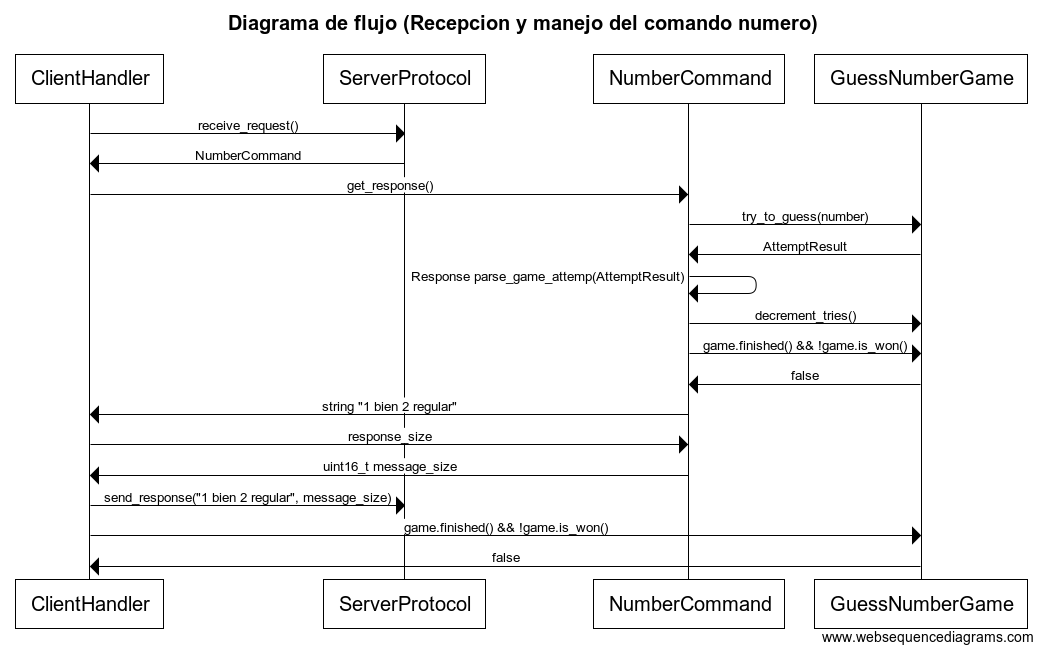 Diagrama de flujo (Recepcion y manejo del comando numero)
ClientHandler ServerProtocol NumberCommand GuessNumberGame
receive_request()
NumberCommand
get_response()
try_to_guess(number)
AttemptResult
Response parse_game_attemp(AttemptResult)
decrement_tries()
game.finished() && !game.is_won()
false
string "1 bien 2 regular"
response_size
uint16_t message_size
send_response("1 bien 2 regular", message_size)
game.finished() && !game.is_won()
false
ClientHandler ServerProtocol NumberCommand GuessNumberGame
www.websequencediagrams.com